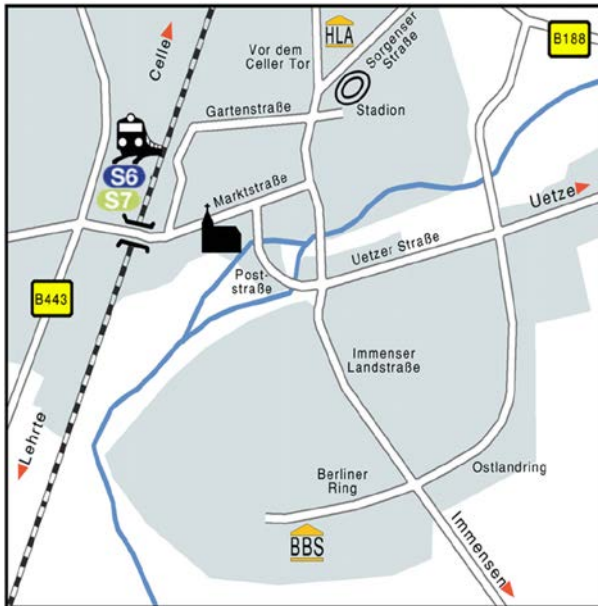 HLA
Vor dem
Celler Tor
Sorgenser
Straße
B188
Celle
Gartenstraße
Stadion
S6
S7
Marktstraße
Uetze
Uetzer Straße
Post-
straße
B443
Immenser
Landstraße
Lehrte
Berliner
Ring
Ostlandring
BBS
Immensen